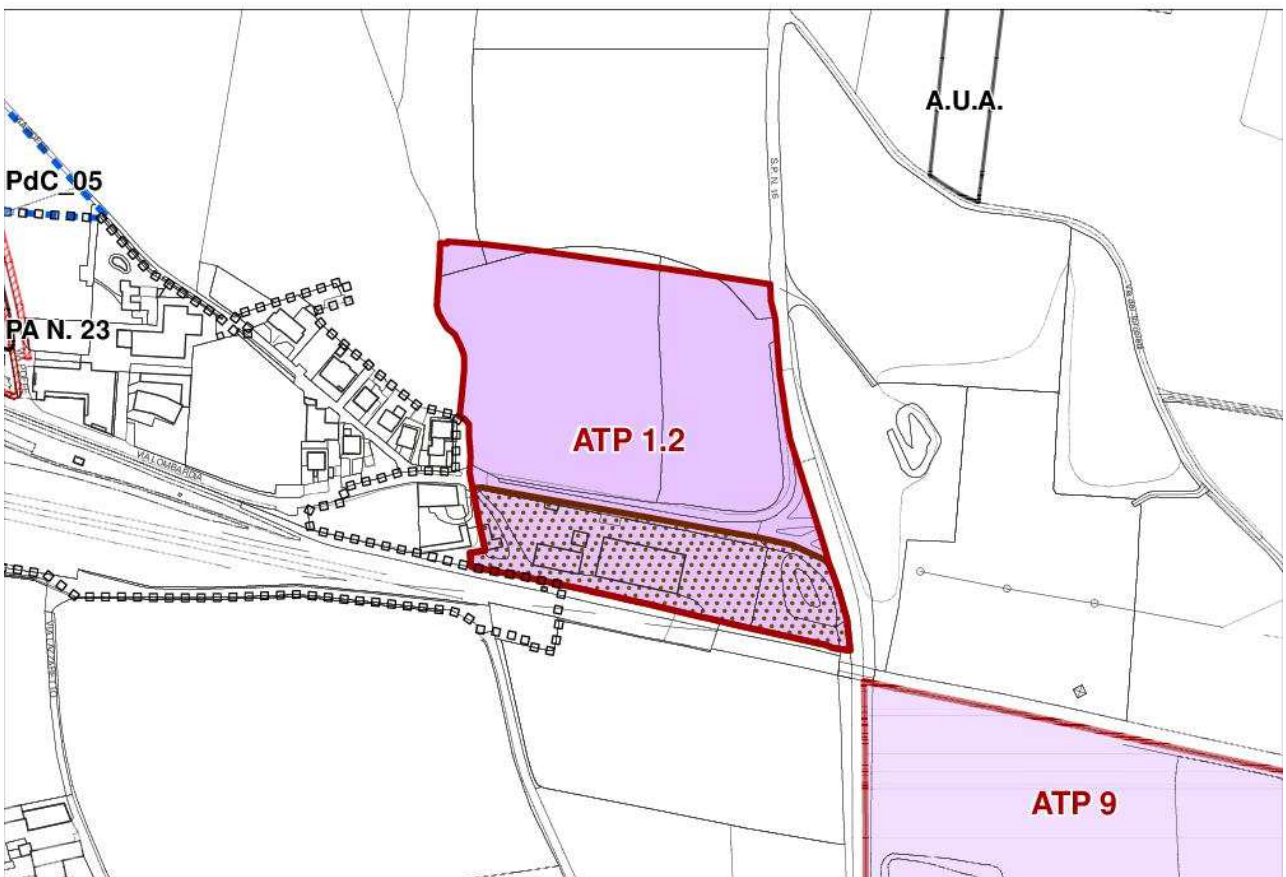 A.U.A.
PdC_05
S.P. N. 16
PA N. 23
VIA LOMBARDIA
ATP 1.2
ATP 9